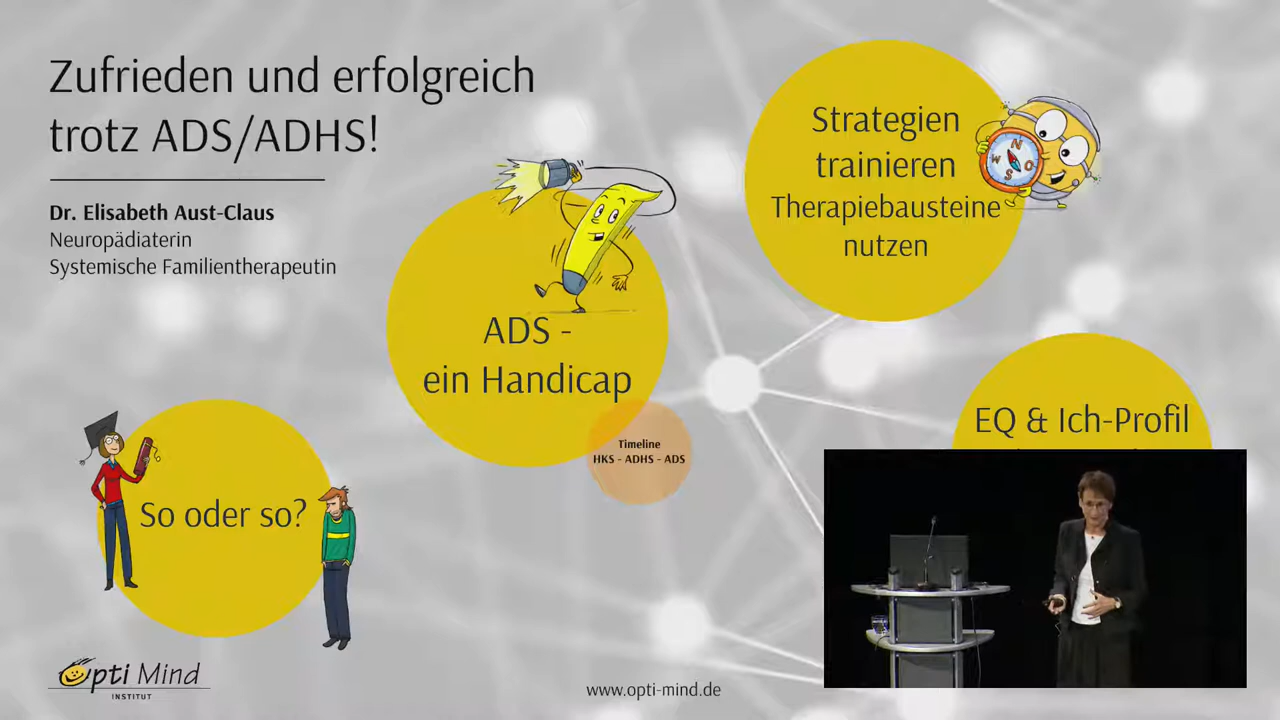 Zufrieden und erfolgreich
trotz ADS/ADHS!
Dr. Elisabeth Aust-Claus
Neuropädiaterin
Systemische Familientherapeutin
Strategien
trainieren
Therapiebausteine
nutzen
N
O
S
W
ADS -
ein Handicap
Timeline
HKS - ADHS - ADS
EQ & Ich-Profil
So oder so?
Opti Mind
INSTITUT
www.opti-mind.de